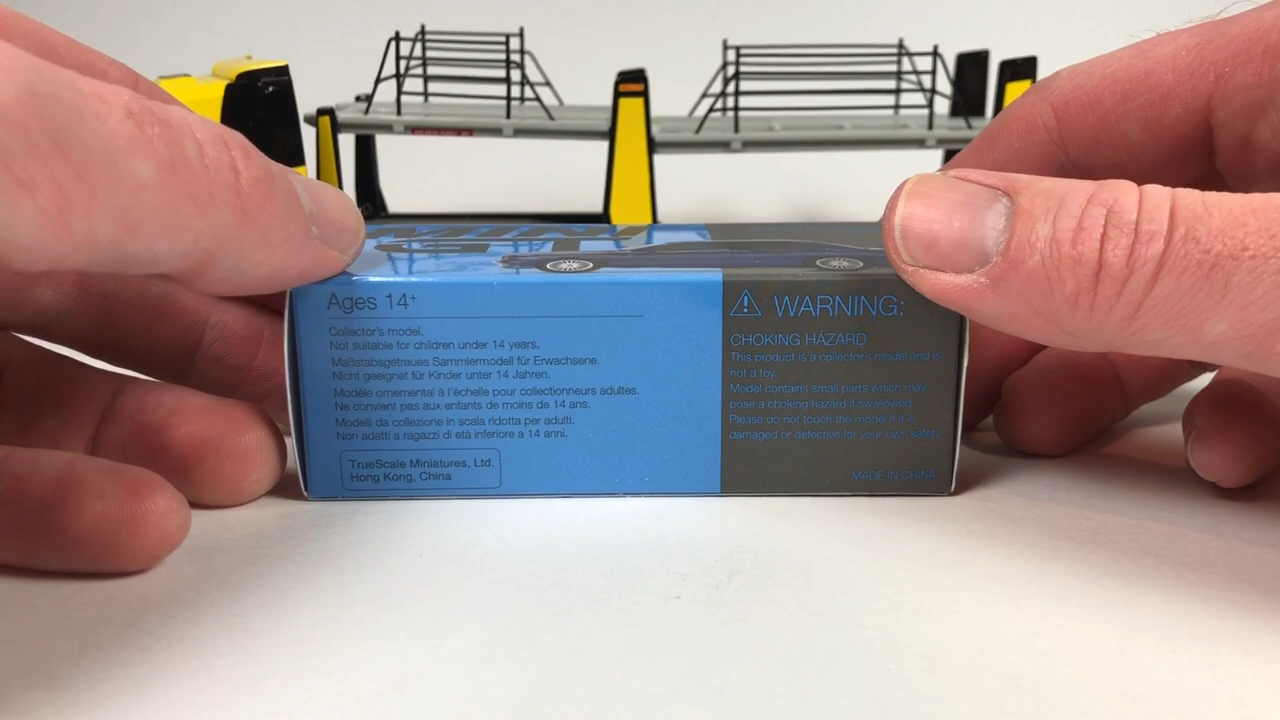 MINI
GT
Ages 14+
Collector's model.
Not suitable for children under 14 years.
Maßstabsgetreues Sammlermodell für Erwachsene.
Nicht geeignet für Kinder unter 14 Jahren.
Modèle ornemental à l'échelle pour collectionneurs adultes.
Ne convient pas aux enfants de moins de 14 ans.
Modelli da collezione in scala ridotta per adulti.
Non adatti a ragazzi di età inferiore a 14 anni.
TrueScale Miniatures, Ltd.
Hong Kong, China
WARNING:
CHOKING HAZARD
This product is a collector's model and is
not a toy.
Model contains small parts which may
pose a choking hazard if swallowed.
Please do not touch the model if it is
damaged or defective for your own safety.
MADE IN CHINA